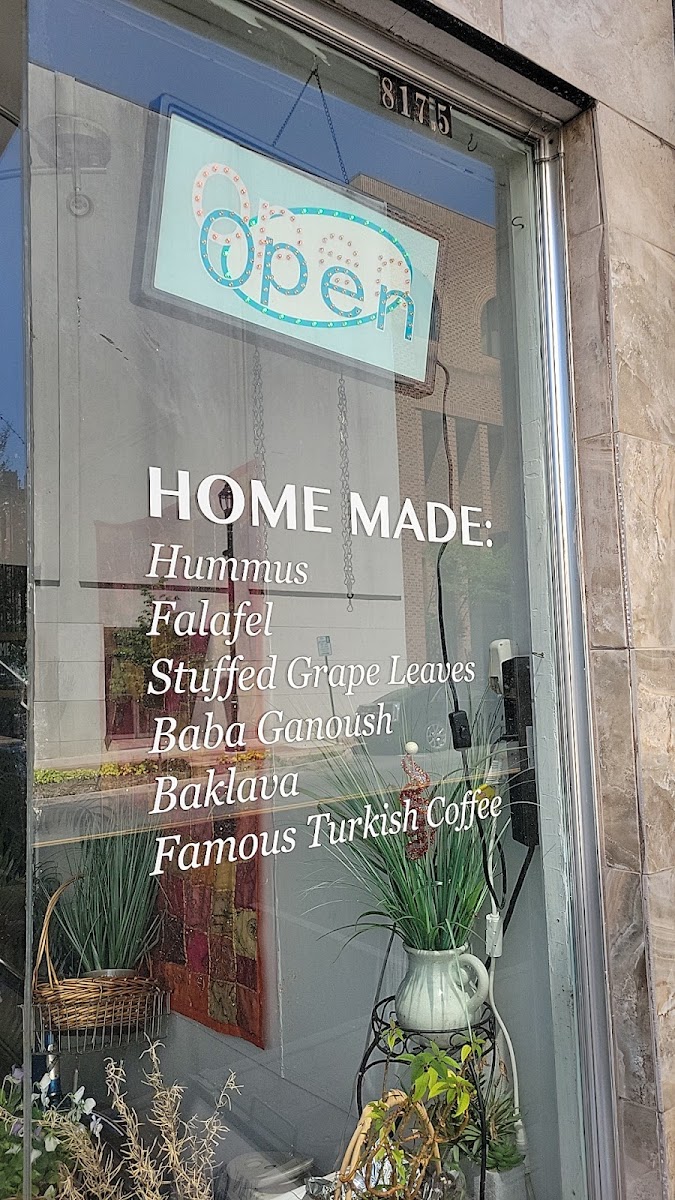 8175
Open
HOME MADE:
Hummus
Falafel
Stuffed Grape Leaves
Baba Ganoush
Baklava
Famous Turkish Coffee